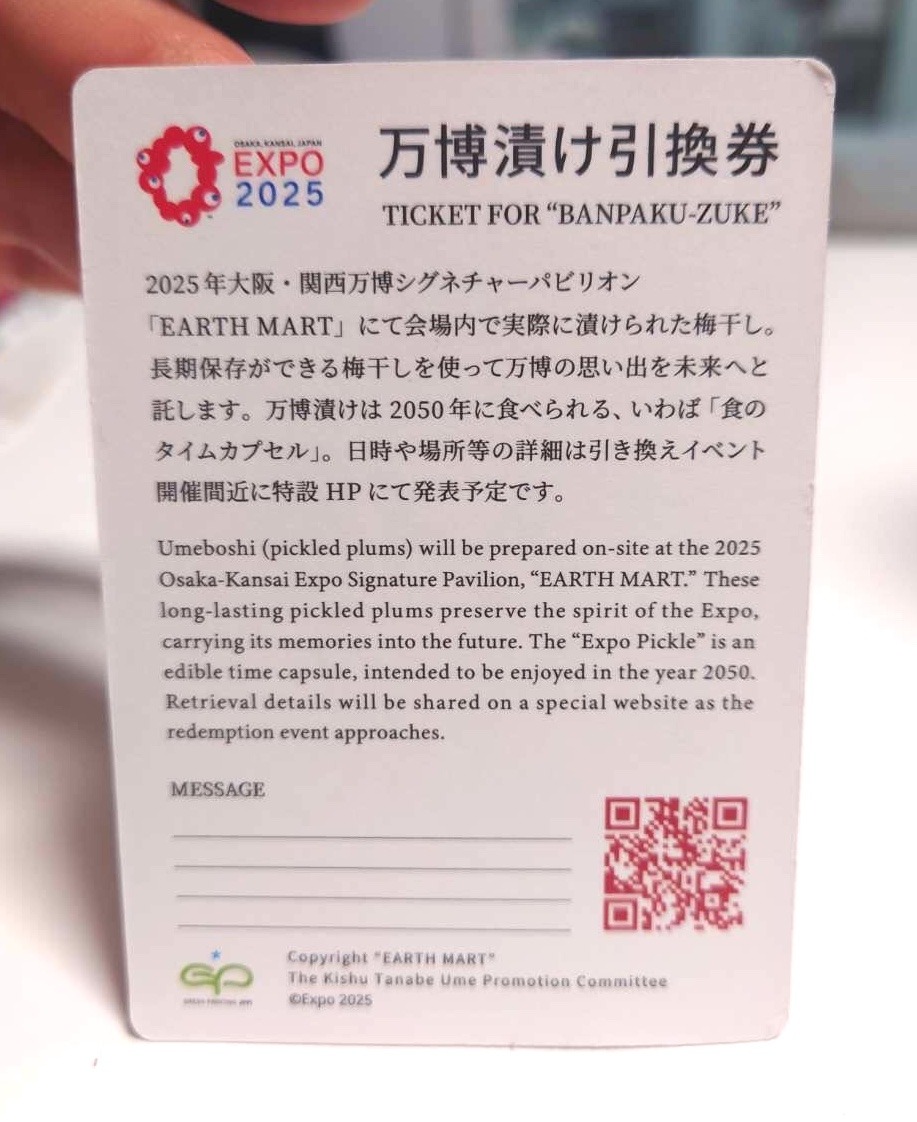 OSAKA, KANSAI, JAPAN
EXPO
2025
万博漬け引換券
TICKET FOR “BANPAKU-ZUKE”
2025年大阪・関西万博シグネチャーパビリオン
「EARTH MART」にて会場内で実際に漬けられた梅干し。
長期保存ができる梅干しを使って万博の思い出を未来へと
託します。万博漬けは 2050年に食べられる、いわば「食の
タイムカプセル」。日時や場所等の詳細は引き換えイベント
開催間近に特設 HP にて発表予定です。
Umeboshi (pickled plums) will be prepared on-site at the 2025
Osaka-Kansai Expo Signature Pavilion, “EARTH MART.” These
long-lasting pickled plums preserve the spirit of the Expo,
carrying its memories into the future. The “Expo Pickle” is an
edible time capsule, intended to be enjoyed in the year 2050.
Retrieval details will be shared on a special website as the
redemption event approaches.
MESSAGE
Copyright "EARTH MART"
The Kishu Tanabe Ume Promotion Committee
©Expo 2025